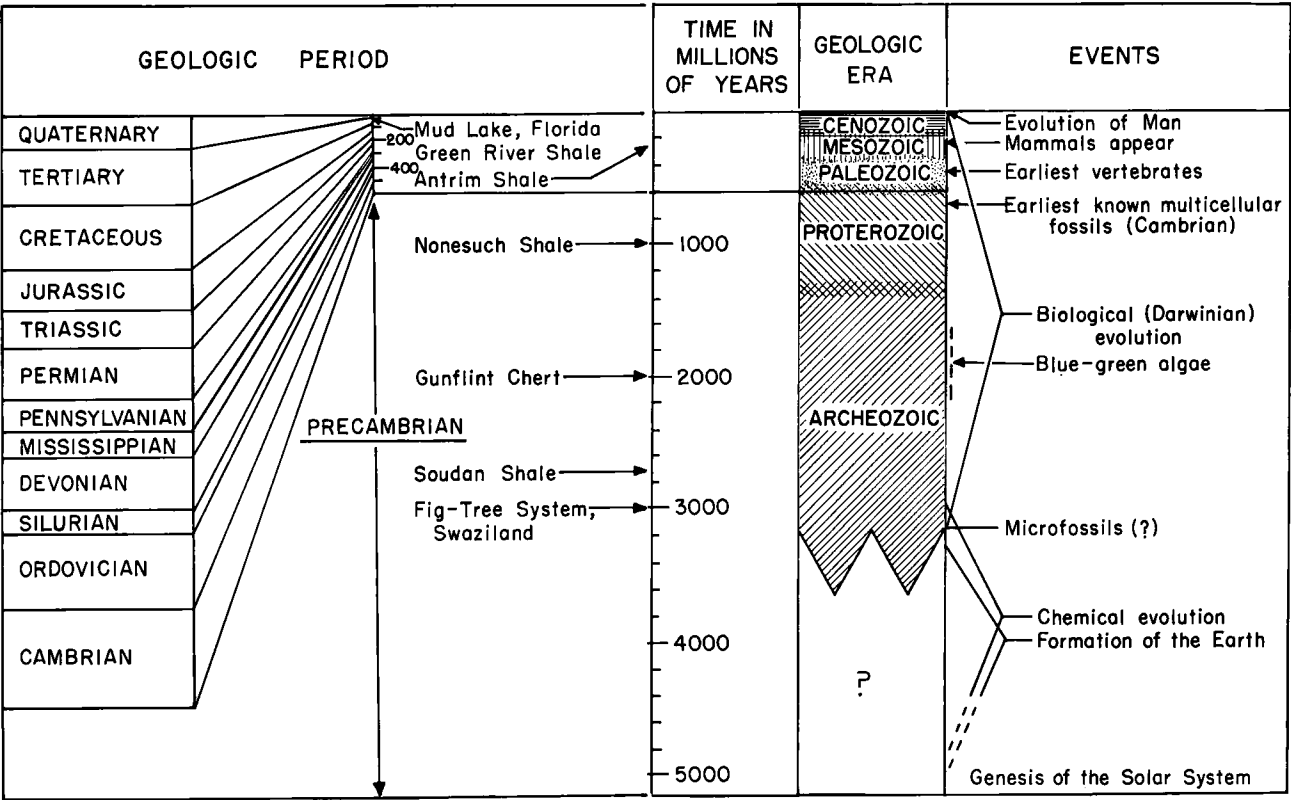 GEOLOGIC PERIOD
TIME IN
MILLIONS
OF YEARS
GEOLOGIC
ERA
EVENTS
QUATERNARY
TERTIARY
CRETACEOUS
JURASSIC
TRIASSIC
PERMIAN
PENNSYLVANIAN
MISSISSIPPIAN
DEVONIAN
SILURIAN
ORDOVICIAN
CAMBRIAN
200
400
PRECAMBRIAN
Mud Lake, Florida
Green River Shale
Antrim Shale
Nonesuch Shale
Gunflint Chert
Soudan Shale
Fig-Tree System,
Swaziland
1000
2000
3000
4000
5000
CENOZOIC
MESOZOIC
PALEOZOIC
PROTEROZOIC
ARCHEOZOIC
?
Evolution of Man
Mammals appear
Earliest vertebrates
Earliest known multicellular
fossils (Cambrian)
Biological (Darwinian)
evolution
Blue-green algae
Microfossils (?)
Chemical evolution
Formation of the Earth
Genesis of the Solar System